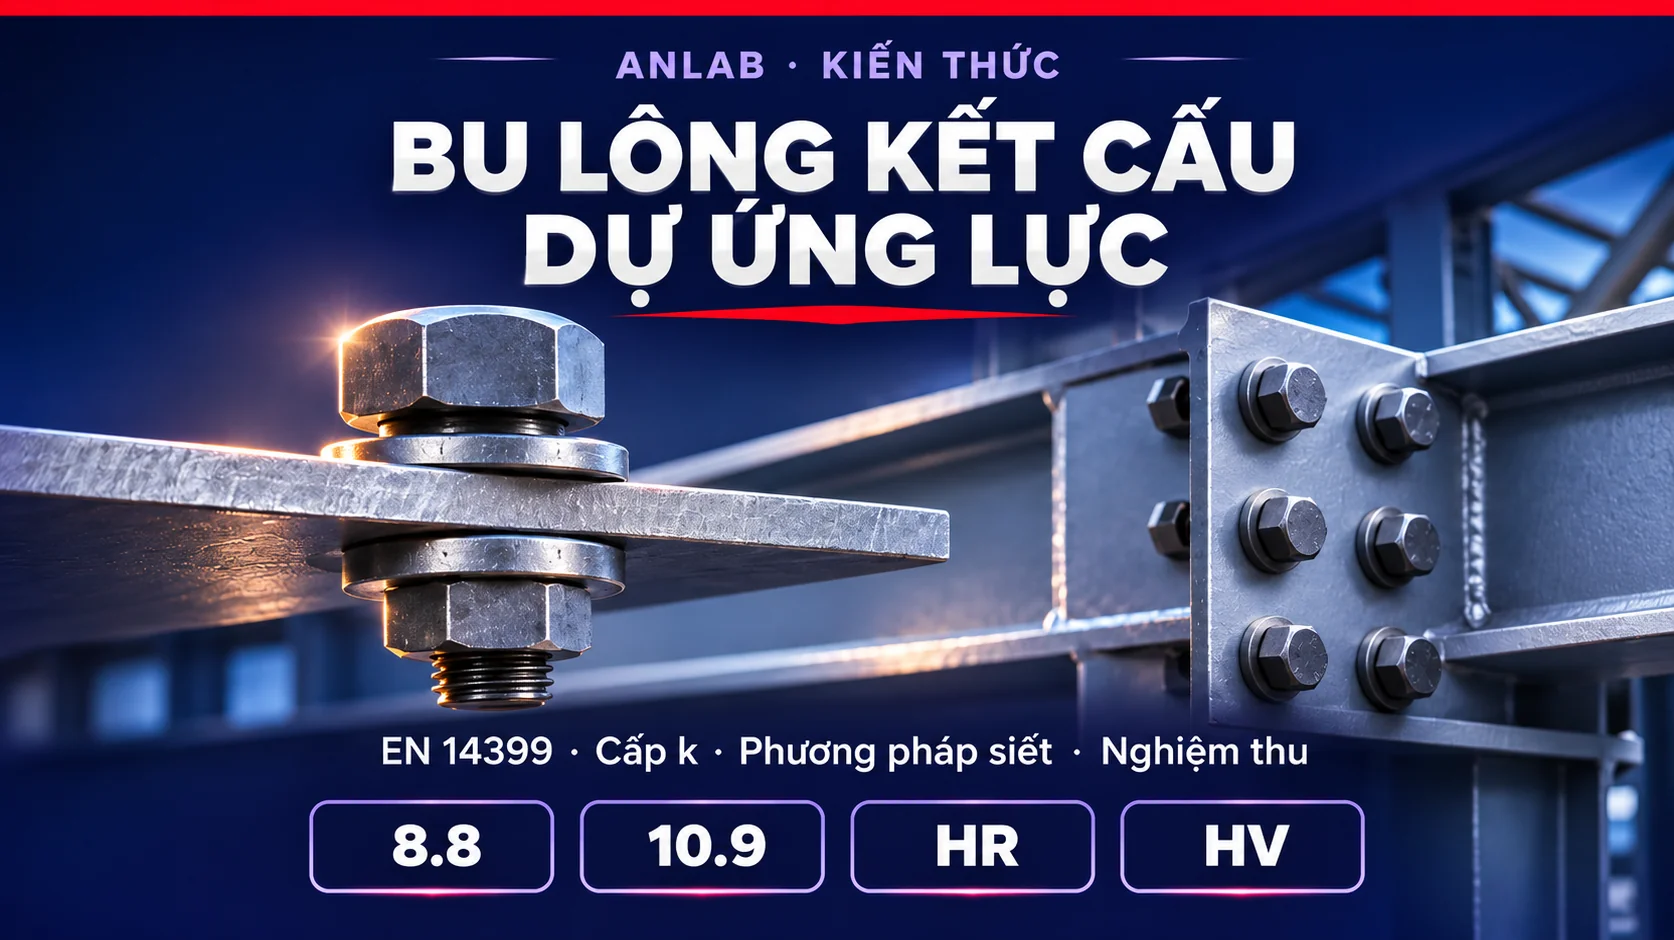 ANLAB · KIẾN THỨC
BU LÔNG KẾT CẤU
DỰ ỨNG LỰC
EN 14399 · Cấp k · Phương pháp siết · Nghiệm thu
8.8
10.9
HR
HV